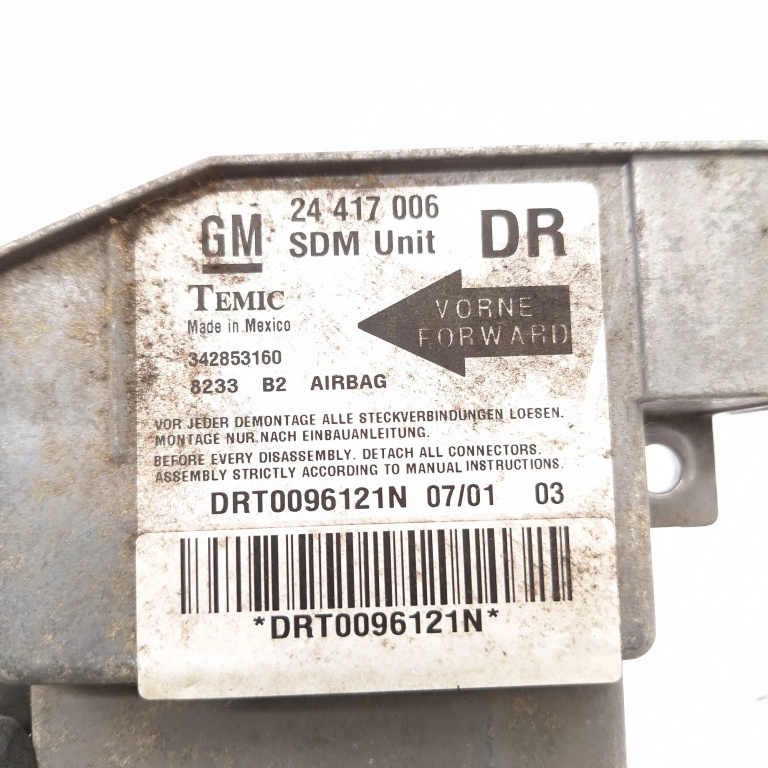 GM 24 417 006 DR
SDM Unit
TEMIC
Made in Mexico
VORNE
FORWARD
342853160
8233 B2 AIRBAG
VOR JEDER DEMONTAGE ALLE STECKVERBINDUNGEN LOESEN.
MONTAGE NUR NACH EINBAUANLEITUNG.
BEFORE EVERY DISASSEMBLY. DETACH ALL CONNECTORS.
ASSEMBLY STRICTLY ACCORDING TO MANUAL INSTRUCTIONS.
DRT0096121N 07/01 03
*DRT0096121N*